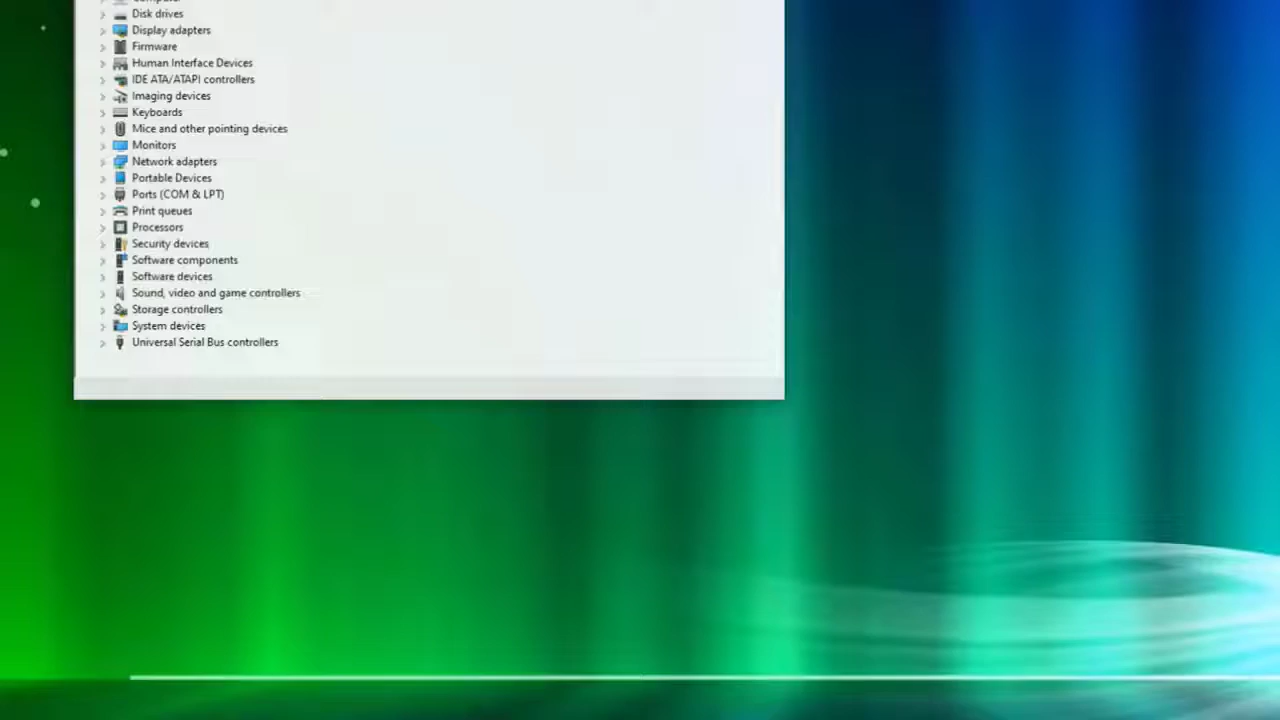 Disk drives
Display adapters
Firmware
Human Interface Devices
IDE ATA/ATAPI controllers
Imaging devices
Keyboards
Mice and other pointing devices
Monitors
Network adapters
Portable Devices
Ports (COM & LPT)
Print queues
Processors
Security devices
Software components
Software devices
Sound, video and game controllers
Storage controllers
System devices
Universal Serial Bus controllers